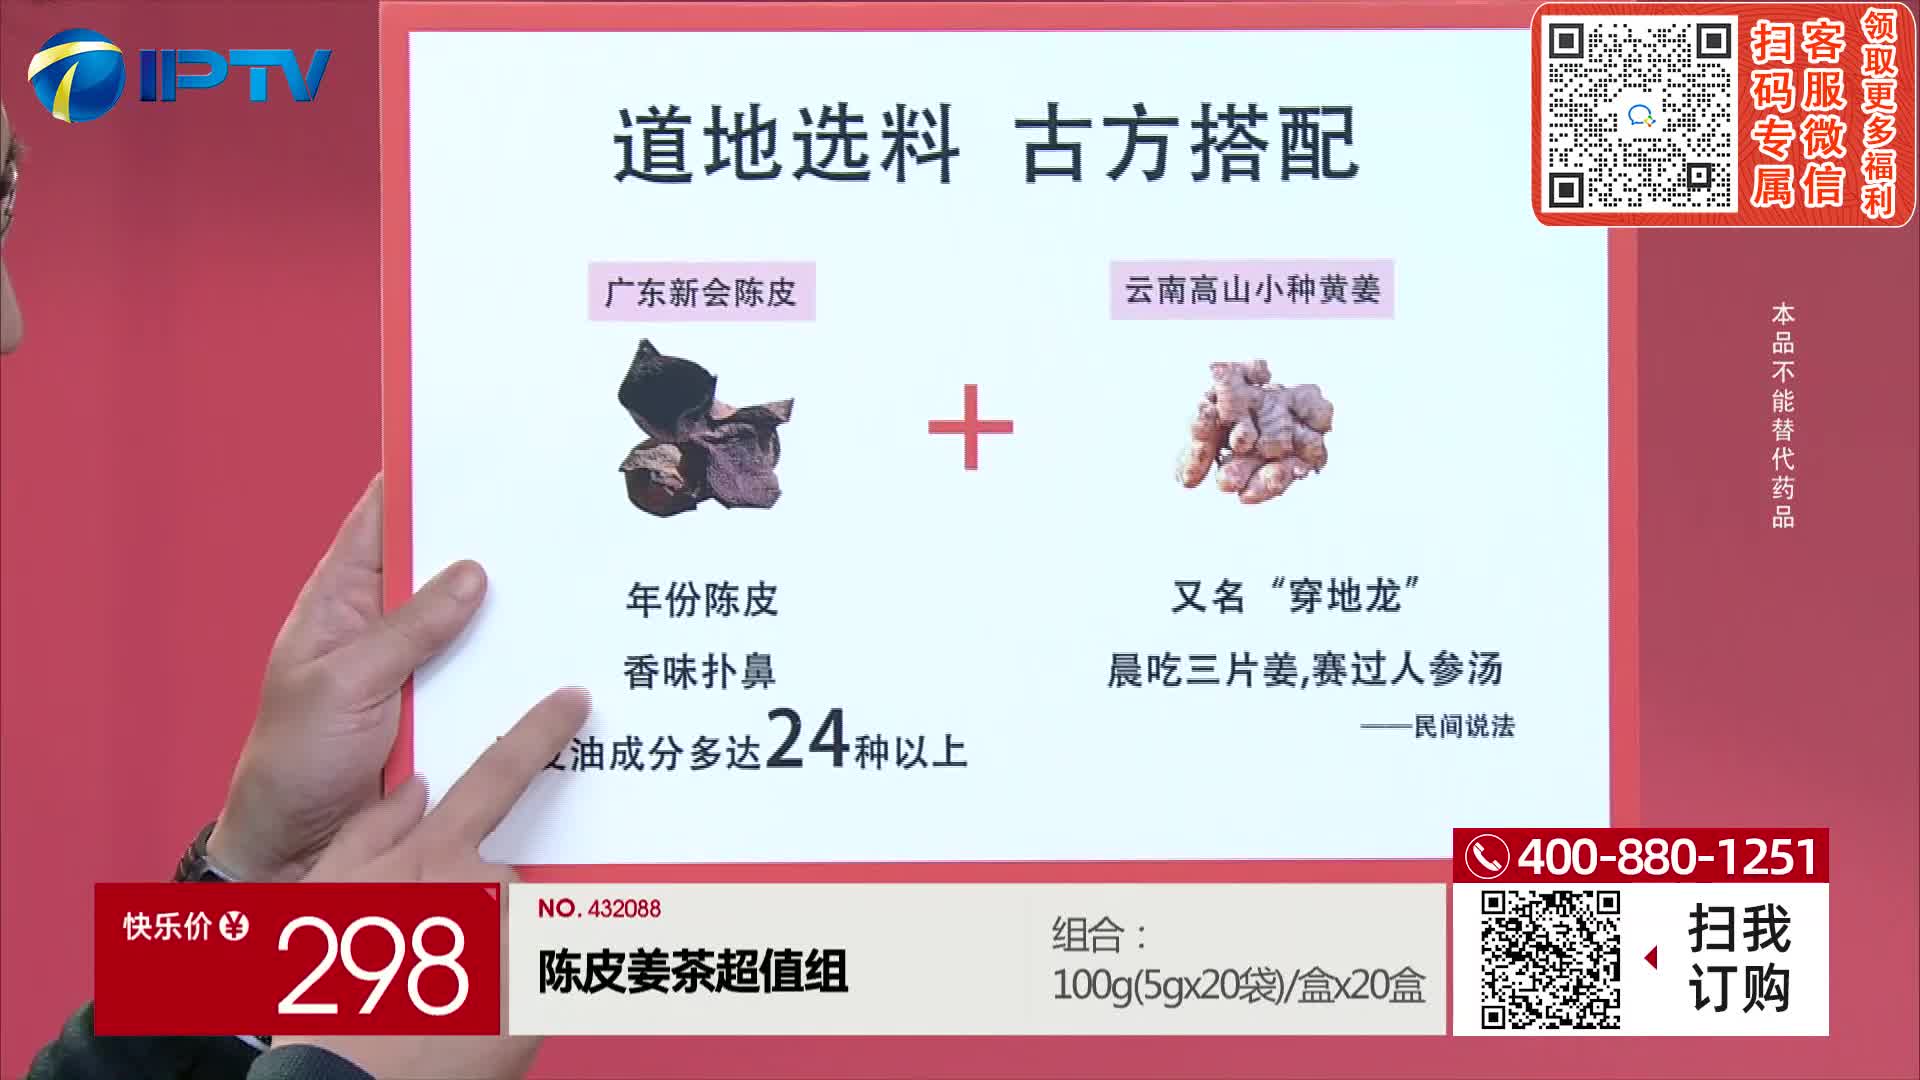 IPTV
道地选料 古方搭配
广东新会陈皮
云南高山小种黄姜
年份陈皮
香味扑鼻
油成分多达24种以上
又名“穿地龙”
晨吃三片姜,赛过人参汤
——民间说法
扫码专属
客服微信
领取更多福利
本品不能替代药品
400-880-1251
扫我
订购
快乐价¥
298
NO. 432088
陈皮姜茶超值组
组合：
100g(5gx20袋)/盒x20盒